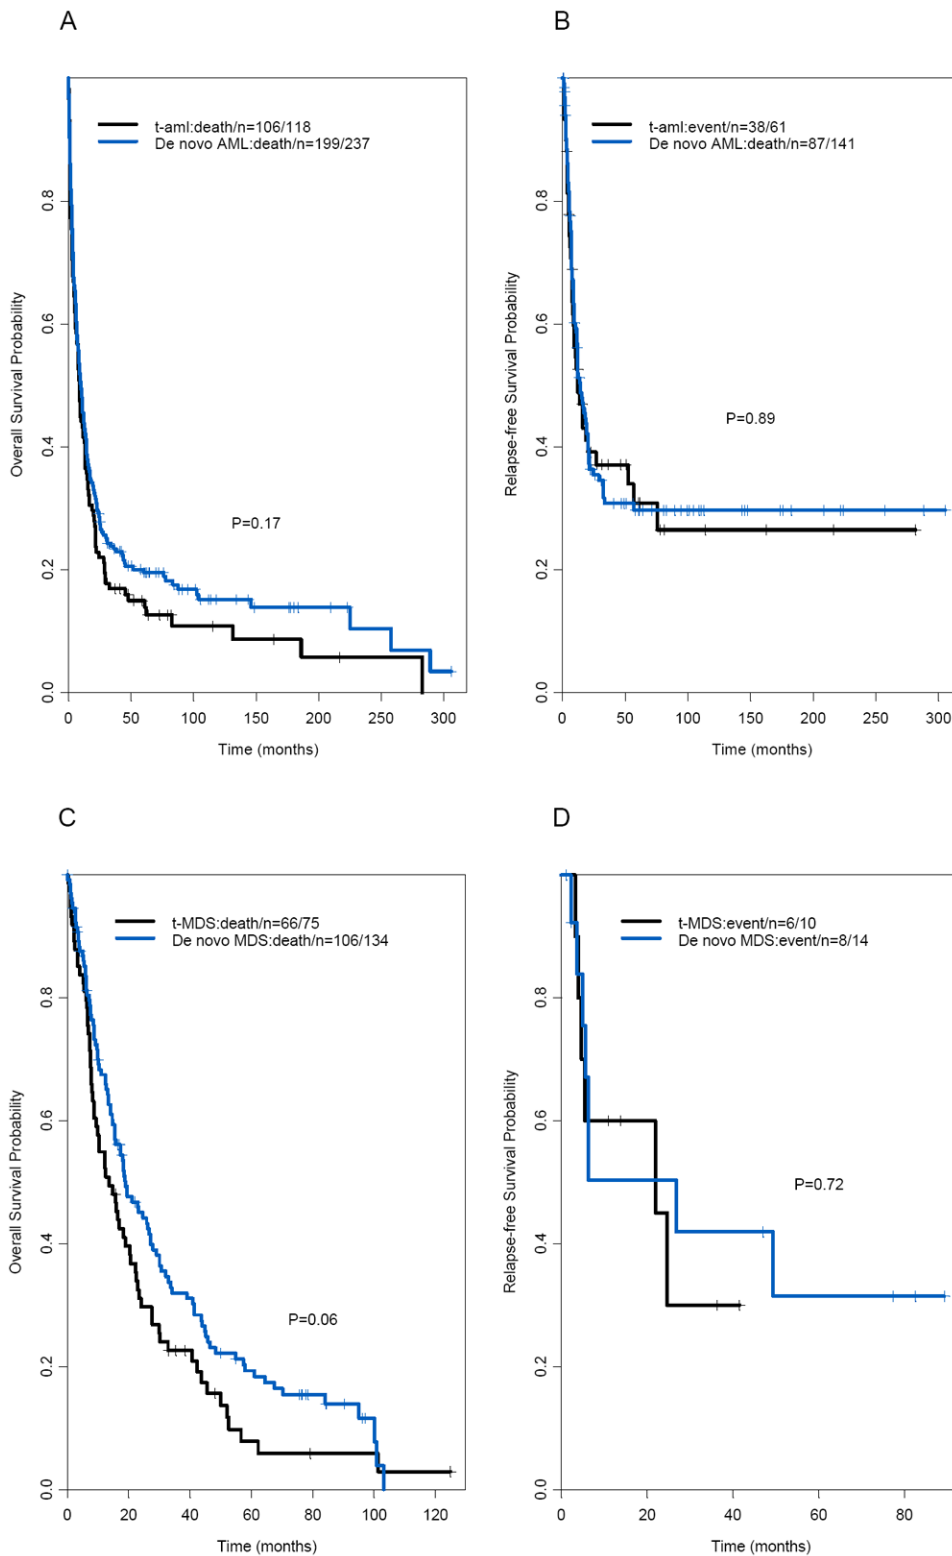 A
t-aml:death/n=106/118
De novo AML:death/n=199/237
Overall Survival Probability
0.0
0.2
0.4
0.6
0.8
P=0.17
0 50 100 150 200 250 300
Time (months)
B
t-aml:event/n=38/61
De novo AML:death/n=87/141
Relapse-free Survival Probability
0.0
0.2
0.4
0.6
0.8
P=0.89
0 50 100 150 200 250 300
Time (months)
C
t-MDS:death/n=66/75
De novo MDS:death/n=106/134
Overall Survival Probability
0.0
0.2
0.4
0.6
0.8
P=0.06
0 20 40 60 80 100 120
Time (months)
D
t-MDS:event/n=6/10
De novo MDS:event/n=8/14
Relapse-free Survival Probability
0.0
0.2
0.4
0.6
0.8
P=0.72
0 20 40 60 80
Time (months)